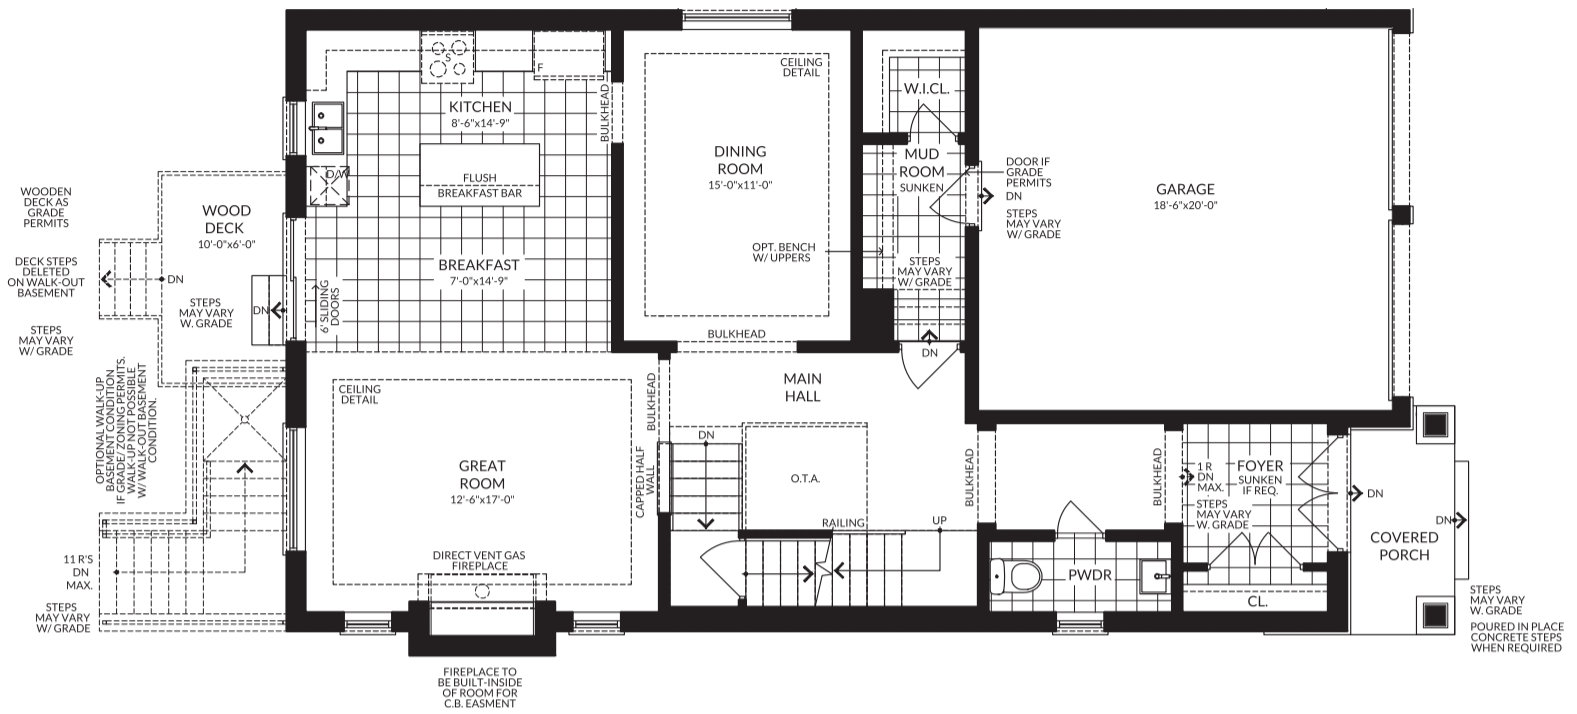 WOODEN
DECK AS
GRADE
PERMITS
DECK STEPS
DELETED
ON WALK-OUT
BASEMENT
STEPS
MAY VARY
W/ GRADE
WOOD
DECK
10'-0"x6'-0"
DN
STEPS
MAY VARY
W. GRADE
DN
OPTIONAL WALK-UP
BASEMENT CONDITION
IF GRADE/ ZONING PERMITS.
WALK-UP NOT POSSIBLE
W/ WALK-OUT BASEMENT
CONDITION.
11 R'S
DN
MAX.
STEPS
MAY VARY
W/ GRADE
S
F
KITCHEN
8'-6"x14'-9"
BULKHEAD
D/W
FLUSH
BREAKFAST BAR
BREAKFAST
7'-0"x14'-9"
6' SLIDING
DOORS
CEILING
DETAIL
DINING
ROOM
15'-0"x11'-0"
BULKHEAD
W.I.CL.
MUD
ROOM
SUNKEN
OPT. BENCH
W/ UPPERS
STEPS
MAY VARY
W/ GRADE
DN
DOOR IF
GRADE
PERMITS
DN
STEPS
MAY VARY
W/ GRADE
GARAGE
18'-6"x20'-0"
CEILING
DETAIL
GREAT
ROOM
12'-6"x17'-0"
BULKHEAD
CAPPED HALF
WALL
DIRECT VENT GAS
FIREPLACE
FIREPLACE TO
BE BUILT-INSIDE
OF ROOM FOR
C.B. EASMENT
MAIN
HALL
DN
O.T.A.
RAILING
UP
BULKHEAD
BULKHEAD
PWDR
1 R
DN
MAX.
STEPS
MAY VARY
W. GRADE
FOYER
SUNKEN
IF REQ.
CL.
DN
COVERED
PORCH
DN
STEPS
MAY VARY
W. GRADE
POURED IN PLACE
CONCRETE STEPS
WHEN REQUIRED